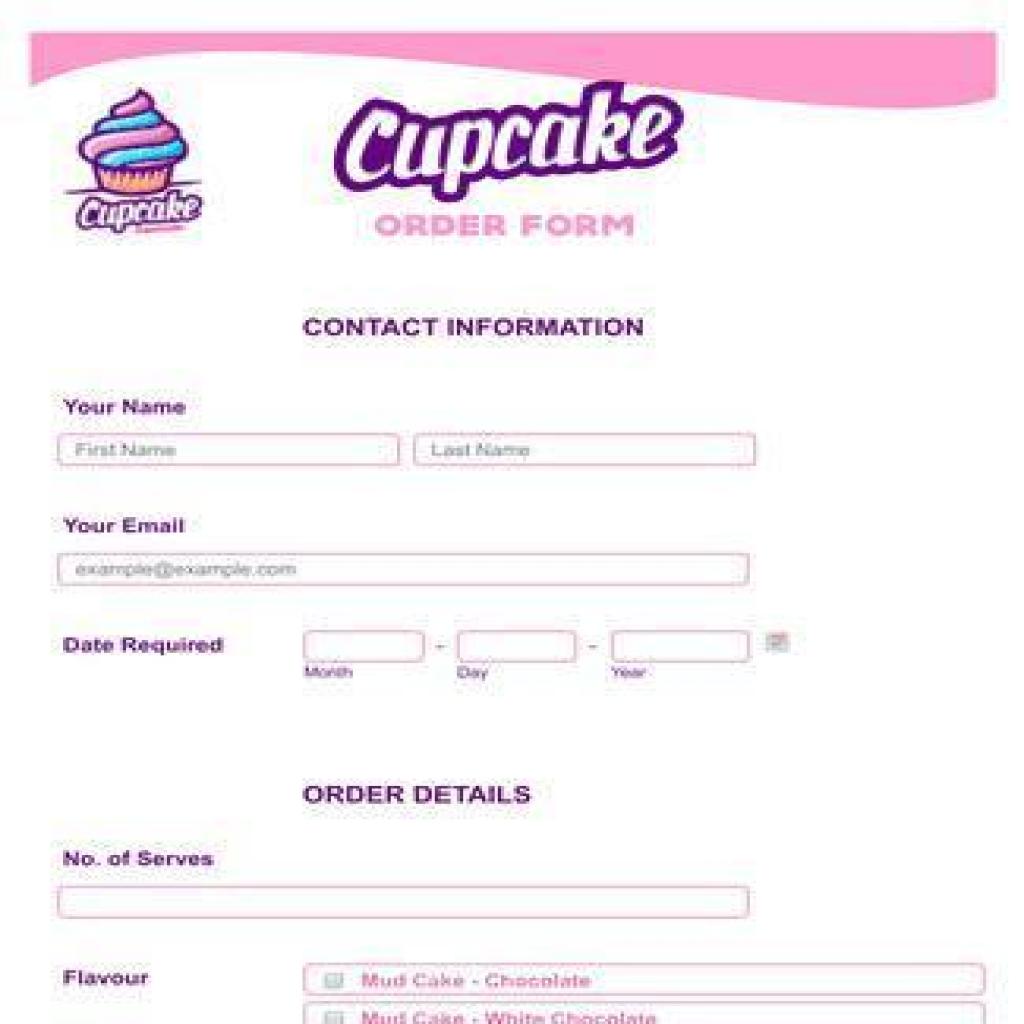 Cupcake
Cupcake
ORDER FORM
CONTACT INFORMATION
Your Name
First Name Last Name
Your Email
example@example.com
Date Required - -
Month Day Year
ORDER DETAILS
No. of Serves
Flavour Mud Cake - Chocolate
Mud Cake - White Chocolate